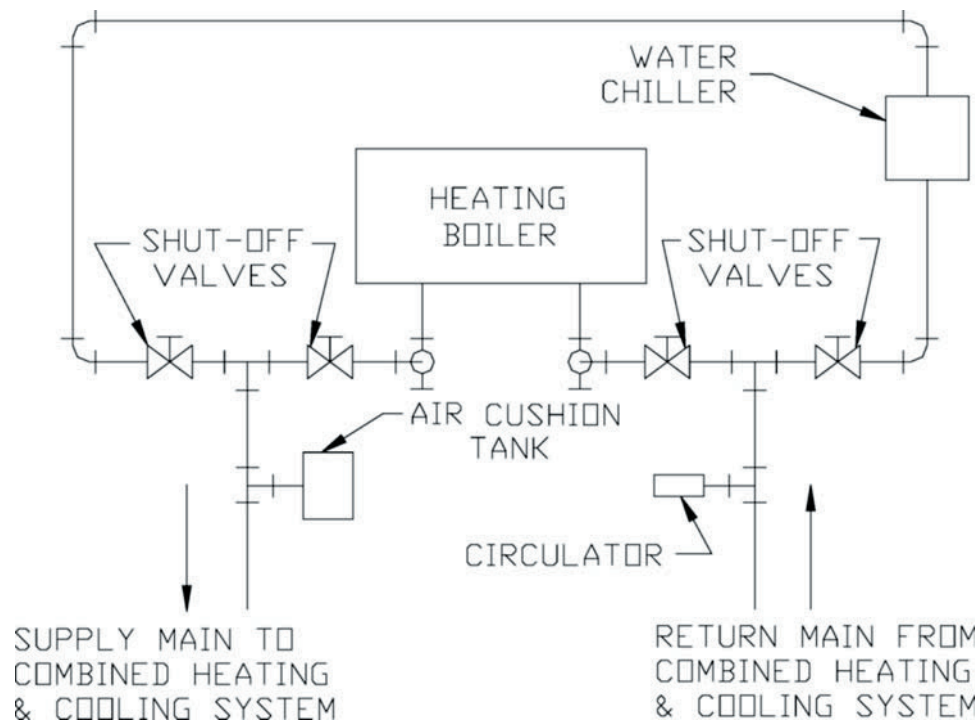 WATER
CHILLER
HEATING
BOILER
SHUT-OFF
VALVES
SHUT-OFF
VALVES
AIR CUSHION
TANK
CIRCULATOR
SUPPLY MAIN TO
COMBINED HEATING
& COOLING SYSTEM
RETURN MAIN FROM
COMBINED HEATING
& COOLING SYSTEM